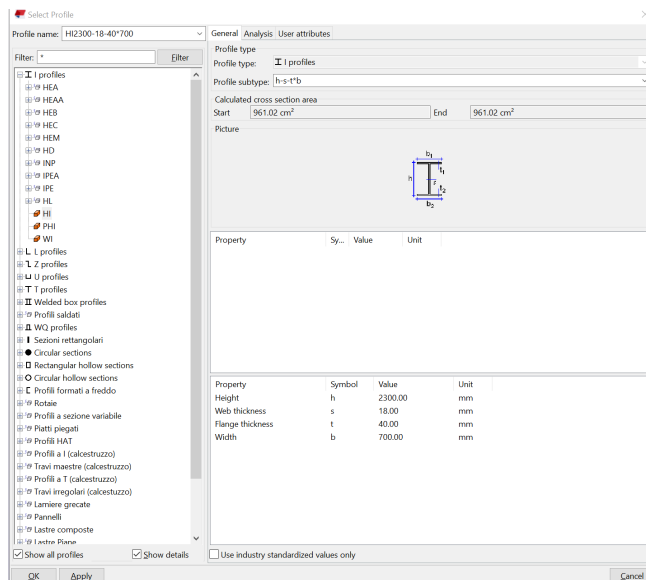 Select Profile
Profile name: HI2300-18-40*700
Filter: *
Filter
I profiles
HEA
HEAA
HEB
HEC
HEM
HD
INP
IPEA
IPE
HL
HI
PHI
WI
L profiles
Z profiles
U profiles
T profiles
Welded box profiles
Profili saldati
WQ profiles
Sezioni rettangolari
Circular sections
Rectangular hollow sections
Circular hollow sections
Profili formati a freddo
Rotaie
Profili a sezione variabile
Piatti piegati
Profili HAT
Profili a I (calcestruzzo)
Travi maestre (calcestruzzo)
Profili a T (calcestruzzo)
Travi irregolari (calcestuzzo)
Lamiere grecate
Pannelli
Lastre composte
Lastre Piane
Show all profiles Show details
General Analysis User attributes
Profile type
Profile type: I profiles
Profile subtype: h-s-t*b
Calculated cross section area
Start 961.02 cm² End 961.02 cm²
Picture
b₁
t₁
h s
t₂
b₂
Property Sy... Value Unit
Property Symbol Value Unit
Height h 2300.00 mm
Web thickness s 18.00 mm
Flange thickness t 40.00 mm
Width b 700.00 mm
Use industry standardized values only
OK Apply Cancel